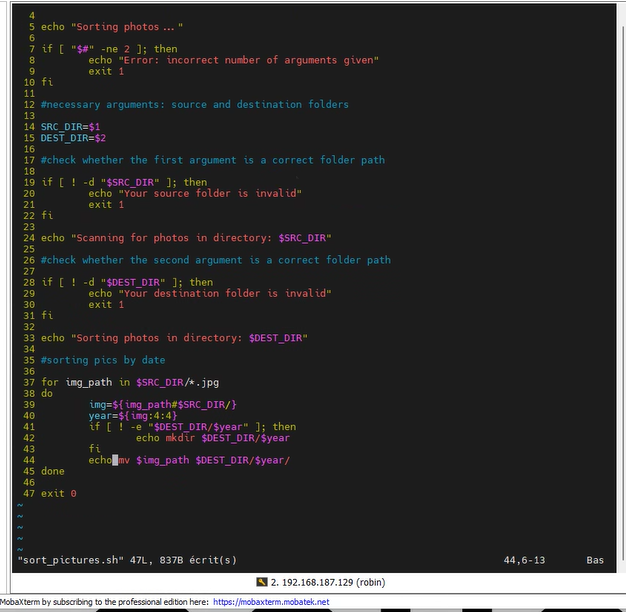 4
5 echo "Sorting photos ... "
6
7 if [ "$#" -ne 2 ]; then
8         echo "Error: incorrect number of arguments given"
9         exit 1
10 fi
11
12 #necessary arguments: source and destination folders
13
14 SRC_DIR=$1
15 DEST_DIR=$2
16
17 #check whether the first argument is a correct folder path
18
19 if [ ! -d "$SRC_DIR" ]; then
20         echo "Your source folder is invalid"
21         exit 1
22 fi
23
24 echo "Scanning for photos in directory: $SRC_DIR"
25
26 #check whether the second argument is a correct folder path
27
28 if [ ! -d "$DEST_DIR" ]; then
29         echo "Your destination folder is invalid"
30         exit 1
31 fi
32
33 echo "Sorting photos in directory: $DEST_DIR"
34
35 #sorting pics by date
36
37 for img_path in $SRC_DIR/*.jpg
38 do
39         img=${img_path#$SRC_DIR/}
40         year=${img:4:4}
41         if [ ! -e "$DEST_DIR/$year" ]; then
42                 echo mkdir $DEST_DIR/$year
43         fi
44         echo mv $img_path $DEST_DIR/$year/
45 done
46
47 exit 0
~
~
~
~
~
"sort_pictures.sh" 47L, 837B écrit(s) 44,6-13 Bas
2. 192.168.187.129 (robin)
MobaXterm by subscribing to the professional edition here: https://mobaxterm.mobatek.net